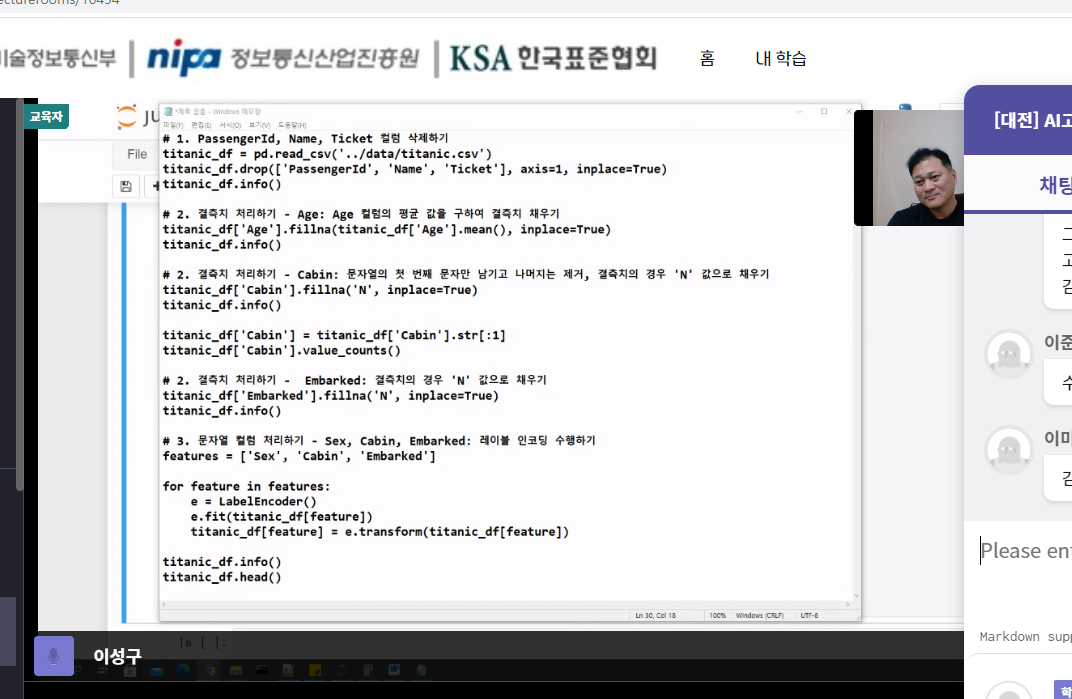 홈
내 학습
nipa 정보통신산업진흥원
KSA 한국표준협회
교육자
*제목 없음 - Windows 메모장
파일(F) 편집(E) 서식(O) 보기(V) 도움말(H)
File
# 1. PassengerId, Name, Ticket 컬럼 삭제하기
titanic_df = pd.read_csv('../data/titanic.csv')
titanic_df.drop(['PassengerId', 'Name', 'Ticket'], axis=1, inplace=True)
titanic_df.info()
# 2. 결측치 처리하기 - Age: Age 컬럼의 평균 값을 구하여 결측치 채우기
titanic_df['Age'].fillna(titanic_df['Age'].mean(), inplace=True)
titanic_df.info()
# 2. 결측치 처리하기 - Cabin: 문자열의 첫 번째 문자만 남기고 나머지는 제거, 결측치의 경우 'N' 값으로 채우기
titanic_df['Cabin'].fillna('N', inplace=True)
titanic_df.info()
titanic_df['Cabin'] = titanic_df['Cabin'].str[:1]
titanic_df['Cabin'].value_counts()
# 2. 결측치 처리하기 -  Embarked: 결측치의 경우 'N' 값으로 채우기
titanic_df['Embarked'].fillna('N', inplace=True)
titanic_df.info()
# 3. 문자열 컬럼 처리하기 - Sex, Cabin, Embarked: 레이블 인코딩 수행하기
features = ['Sex', 'Cabin', 'Embarked']
for feature in features:
    e = LabelEncoder()
    e.fit(titanic_df[feature])
    titanic_df[feature] = e.transform(titanic_df[feature])
titanic_df.info()
titanic_df.head()
Ln 30, Col 18 100% Windows (CRLF) UTF-8
In [ ]:
이성구
[대전] AI고
채팅
이준
이미
Please en
Markdown sup